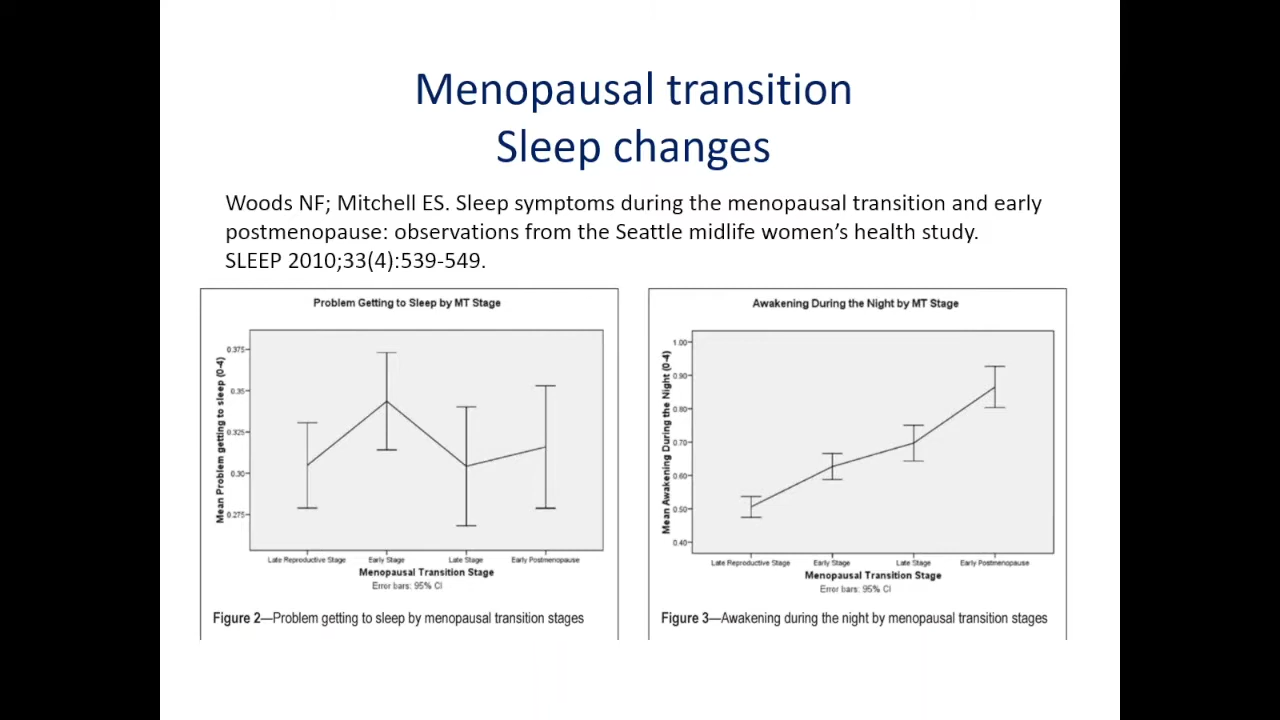 Menopausal transition
Sleep changes
Woods NF; Mitchell ES. Sleep symptoms during the menopausal transition and early
postmenopause: observations from the Seattle midlife women's health study.
SLEEP 2010;33(4):539-549.
Problem Getting to Sleep by MT Stage
Mean Problem getting to sleep (0-4)
0.375
0.35
0.325
0.30
0.275
Late Reproductive Stage
Early Stage
Late Stage
Early Postmenopause
Menopausal Transition Stage
Error bars: 95% CI
Figure 2—Problem getting to sleep by menopausal transition stages
Awakening During the Night by MT Stage
Mean Awakening During the Night (0-4)
1.00
0.90
0.80
0.70
0.60
0.50
0.40
Late Reproductive Stage
Early Stage
Late Stage
Early Postmenopause
Menopausal Transition Stage
Error bars: 95% CI
Figure 3—Awakening during the night by menopausal transition stages